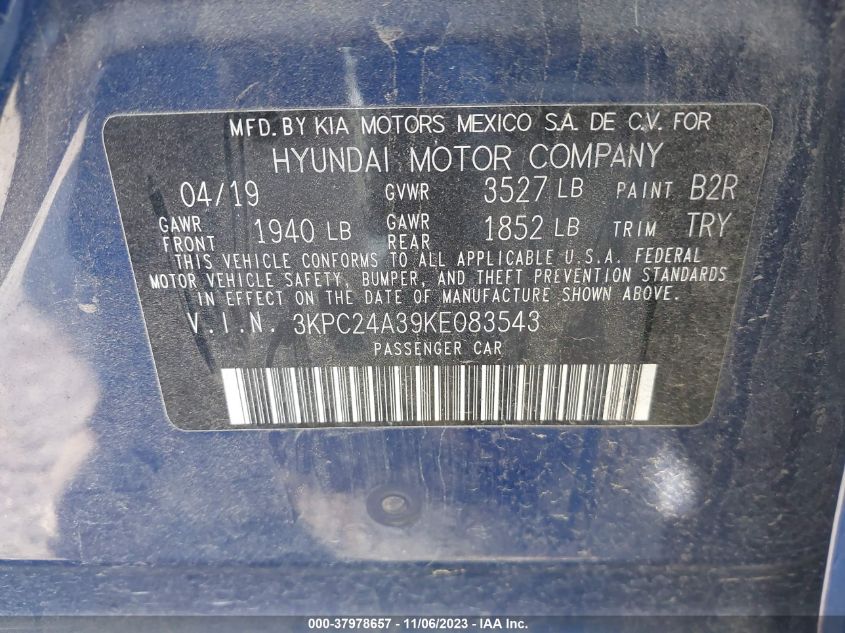 MFD. BY KIA MOTORS MEXICO S.A. DE C.V. FOR
HYUNDAI MOTOR COMPANY
04/19 GVWR 3527 LB PAINT B2R
GAWR FRONT 1940 LB GAWR REAR 1852 LB TRIM TRY
THIS VEHICLE CONFORMS TO ALL APPLICABLE U.S.A. FEDERAL
MOTOR VEHICLE SAFETY, BUMPER, AND THEFT PREVENTION STANDARDS
IN EFFECT ON THE DATE OF MANUFACTURE SHOWN ABOVE.
V.I.N. 3KPC24A39KE083543
PASSENGER CAR
000-37978657 - 11/06/2023 - IAA Inc.